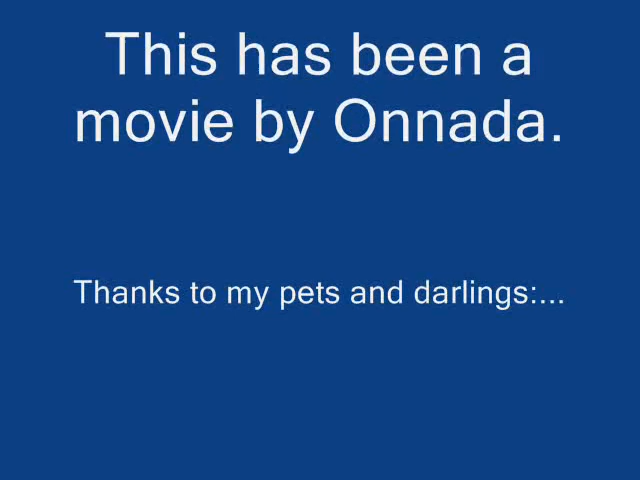 This has been a
movie by Onnada.
Thanks to my pets and darlings:...